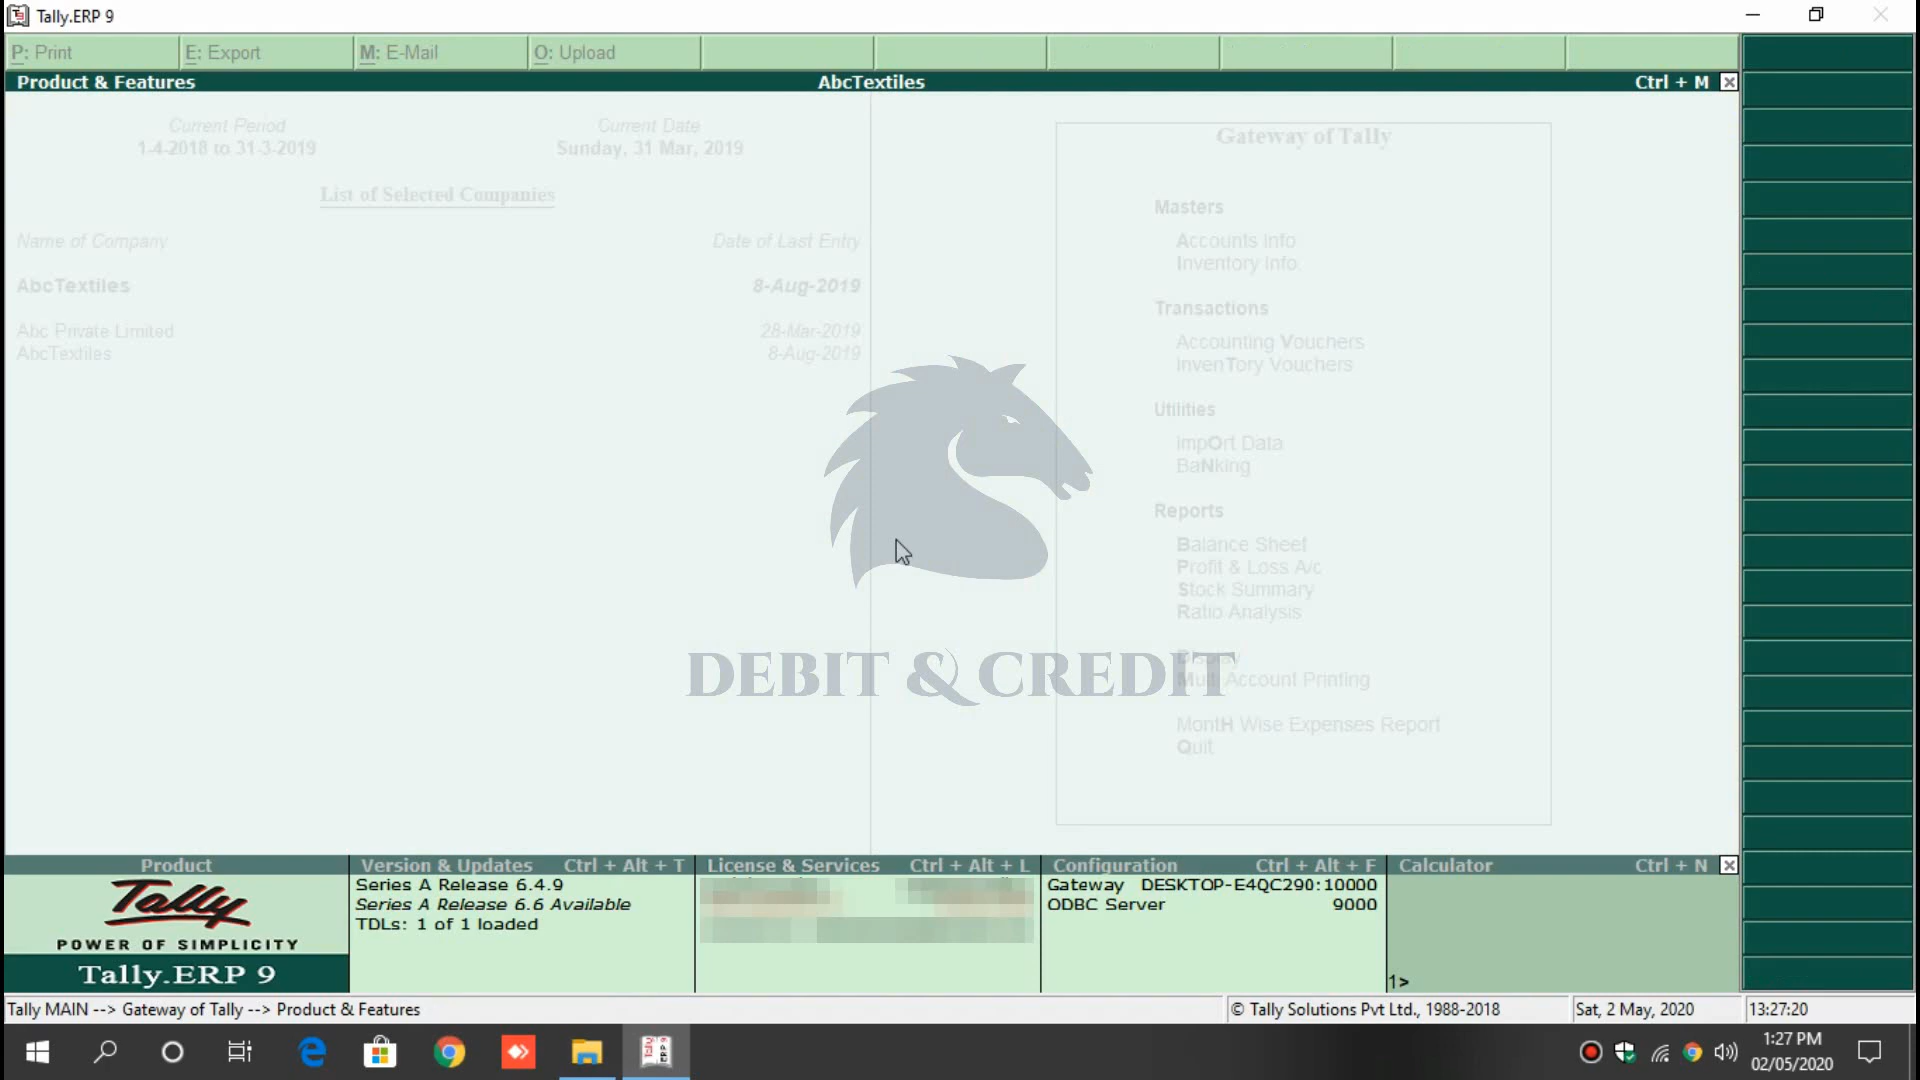 Tally.ERP 9
P: Print
E: Export
M: E-Mail
O: Upload
Product & Features
AbcTextiles
Ctrl + M
Current Period
Current Date
1-4-2018 to 31-3-2019
Sunday, 31 Mar, 2019
List of Selected Companies
Name of Company
Date of Last Entry
AbcTextiles
8-Aug-2019
Abc Private Limited
28-Mar-2019
AbcTextiles
8-Aug-2019
Gateway of Tally
Masters
Accounts Info.
Inventory Info.
Transactions
Accounting Vouchers
InvenTory Vouchers
Utilities
ImpOrt Data
BaNking
Reports
Balance Sheet
Profit & Loss A/c
Stock Summary
Ratio Analysis
Display
Multi Account Printing
MontH Wise Expenses Report
Quit
DEBIT & CREDIT
Product
Tally
POWER OF SIMPLICITY
Tally.ERP 9
Version & Updates Ctrl + Alt + T
Series A Release 6.4.9
Series A Release 6.6 Available
TDLs: 1 of 1 loaded
License & Services Ctrl + Alt + L
Configuration Ctrl + Alt + F
Gateway DESKTOP-E4QC290:10000
ODBC Server 9000
Calculator Ctrl + N
1>
Tally MAIN --> Gateway of Tally --> Product & Features
© Tally Solutions Pvt Ltd., 1988-2018
Sat, 2 May, 2020
13:27:20
1:27 PM
02/05/2020